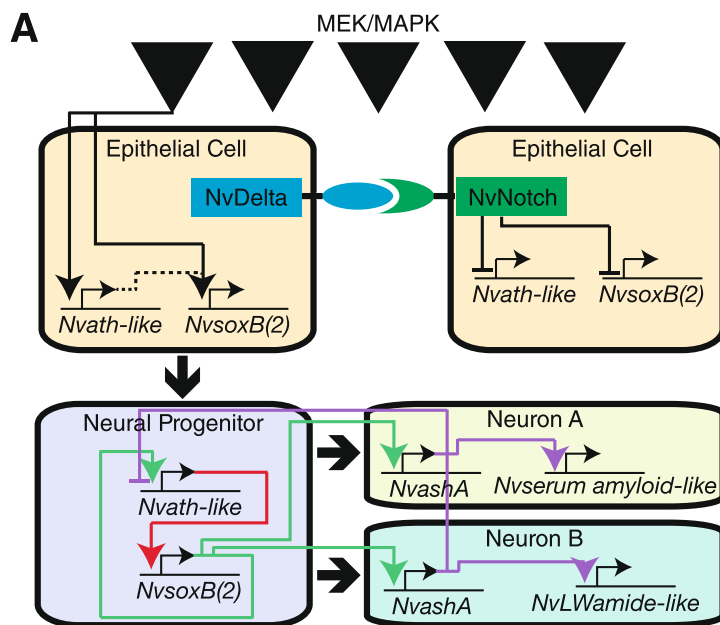 A
MEK/MAPK
Epithelial Cell
Epithelial Cell
NvDelta
NvNotch
Nvath-like
NvsoxB(2)
Nvath-like
NvsoxB(2)
Neural Progenitor
Neuron A
Nvath-like
NvashA
Nvserum amyloid-like
Neuron B
NvsoxB(2)
NvashA
NvLWamide-like